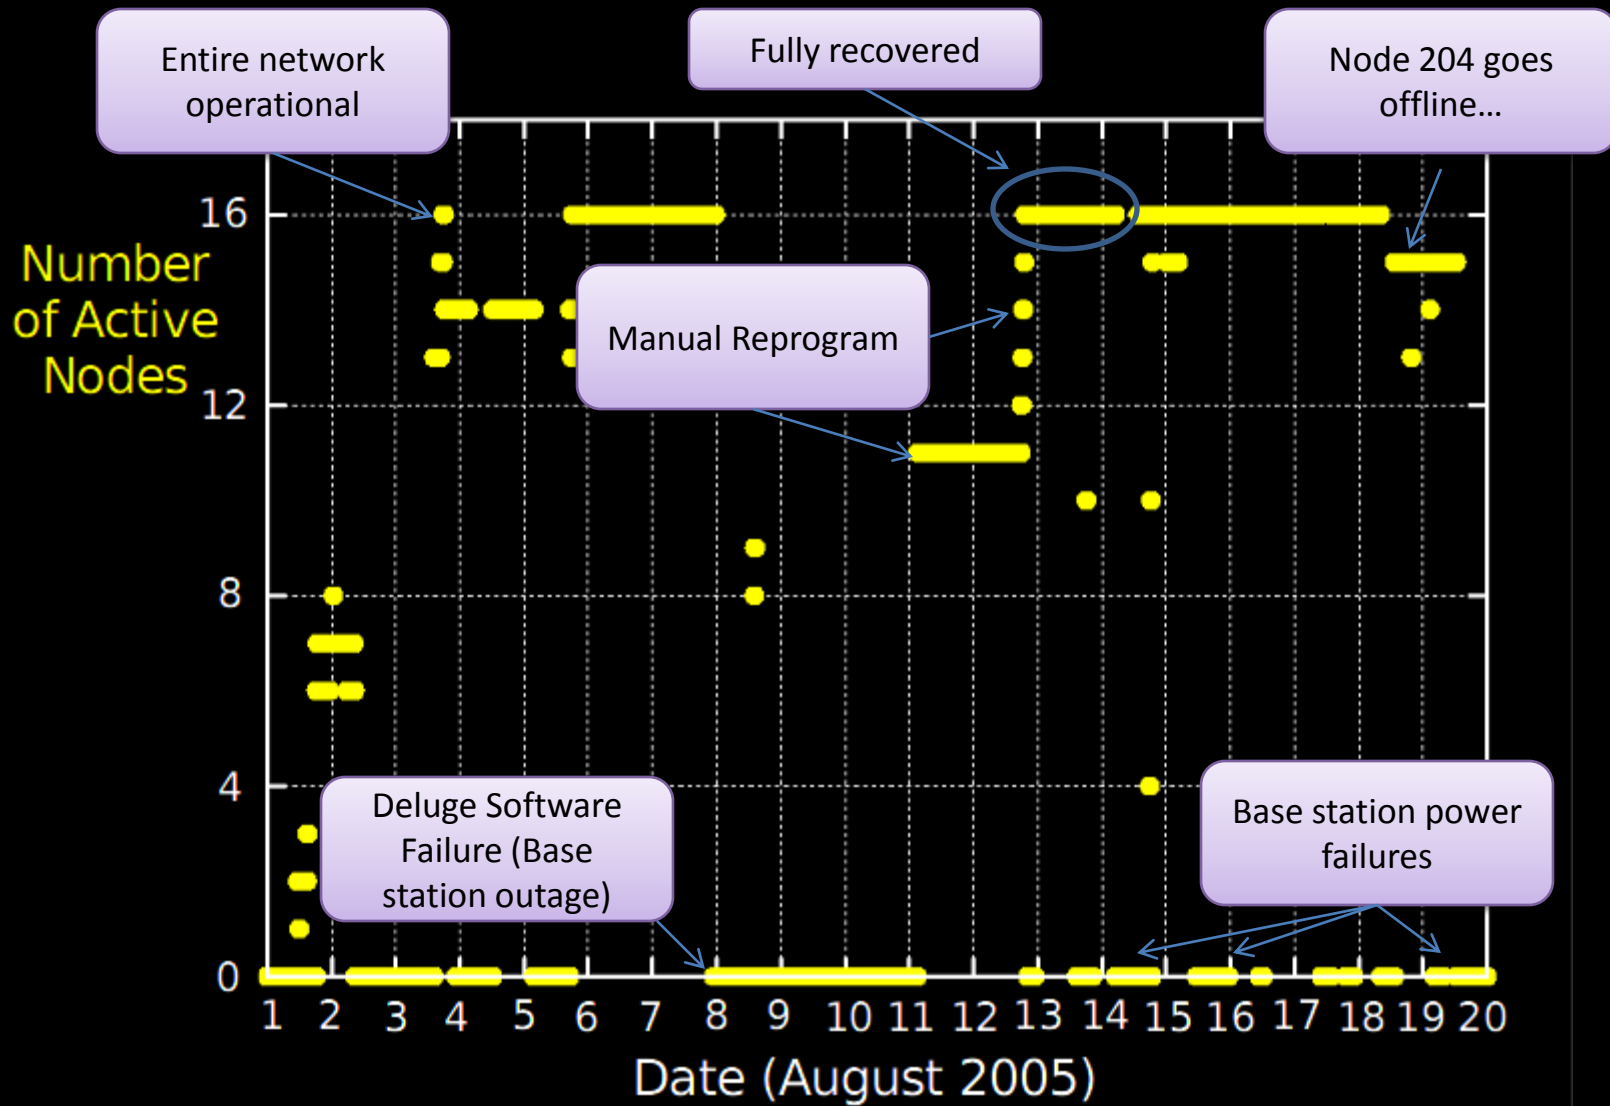 Entire network
operational
Fully recovered
Node 204 goes
offline...
Number
of Active
Nodes
16
12
8
4
0
Manual Reprogram
Deluge Software
Failure (Base
station outage)
Base station power
failures
1 2 3 4 5 6 7 8 9 10 11 12 13 14 15 16 17 18 19 20
Date (August 2005)